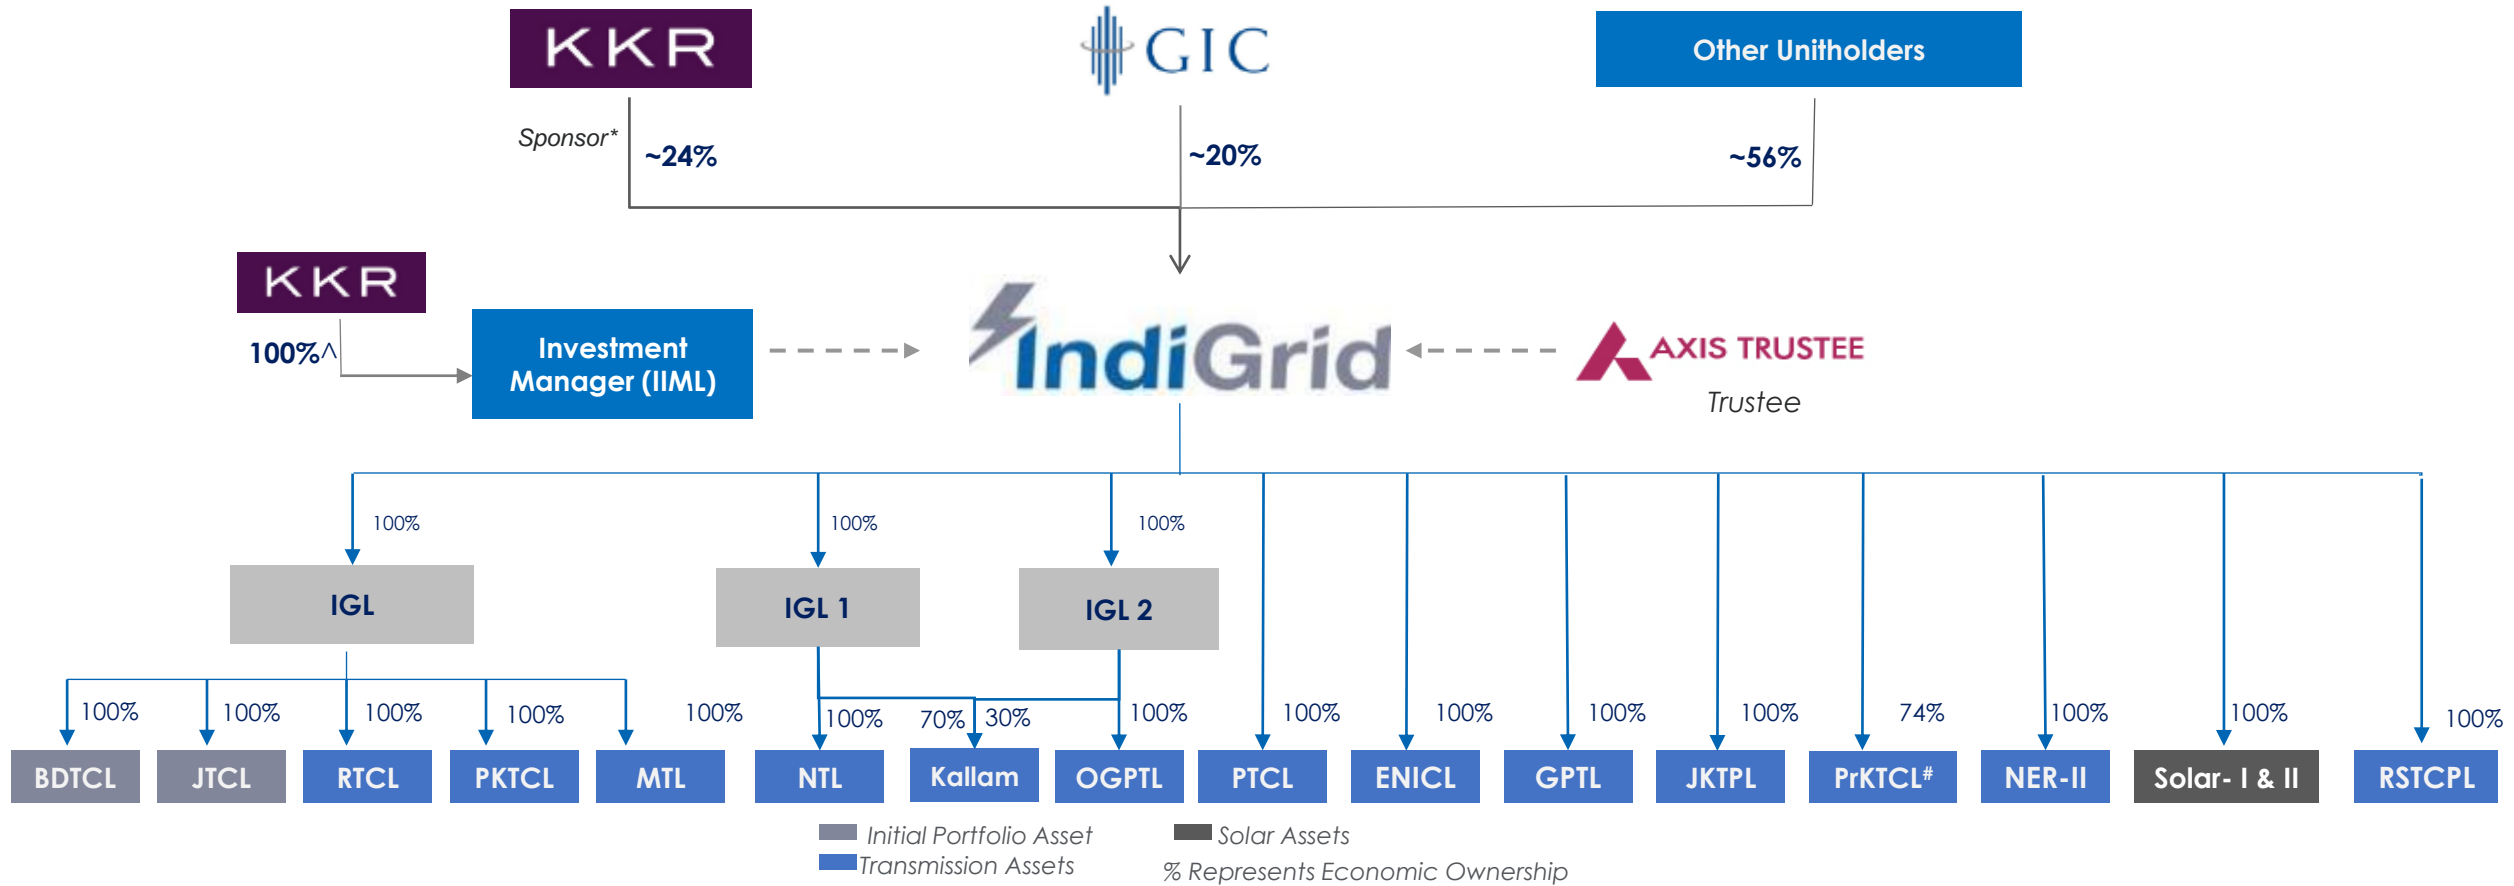 KKR
GIC
Other Unitholders
Sponsor*
~24%
~20%
~56%
KKR
100%^
Investment
Manager (IIML)
IndiGrid
AXIS TRUSTEE
Trustee
100%
100%
100%
IGL
IGL 1
IGL 2
100%
100%
100%
100%
100%
100%
70%
30%
100%
100%
100%
100%
100%
74%
100%
100%
100%
BDTCL
JTCL
RTCL
PKTCL
MTL
NTL
Kallam
OGPTL
PTCL
ENICL
GPTL
JKTPL
PrKTCL#
NER-II
Solar- I & II
RSTCPL
Initial Portfolio Asset
Solar Assets
Transmission Assets
% Represents Economic Ownership